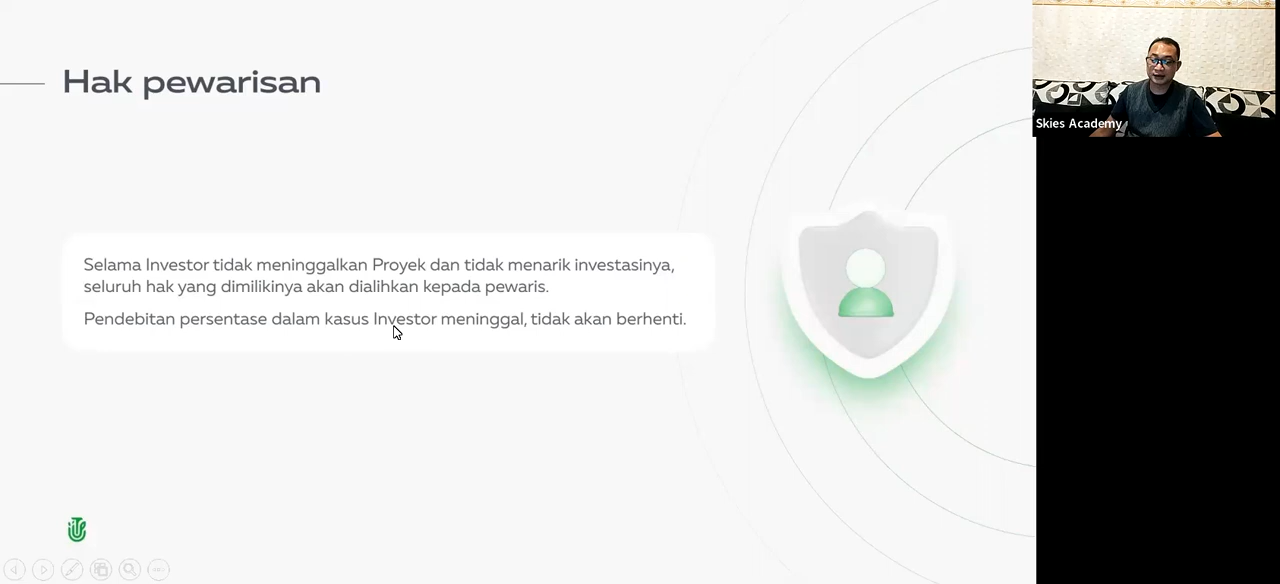 Hak pewarisan
Selama Investor tidak meninggalkan Proyek dan tidak menarik investasinya,
seluruh hak yang dimilikinya akan dialihkan kepada pewaris.
Pendebitan persentase dalam kasus Investor meninggal, tidak akan berhenti.
Skies Academy